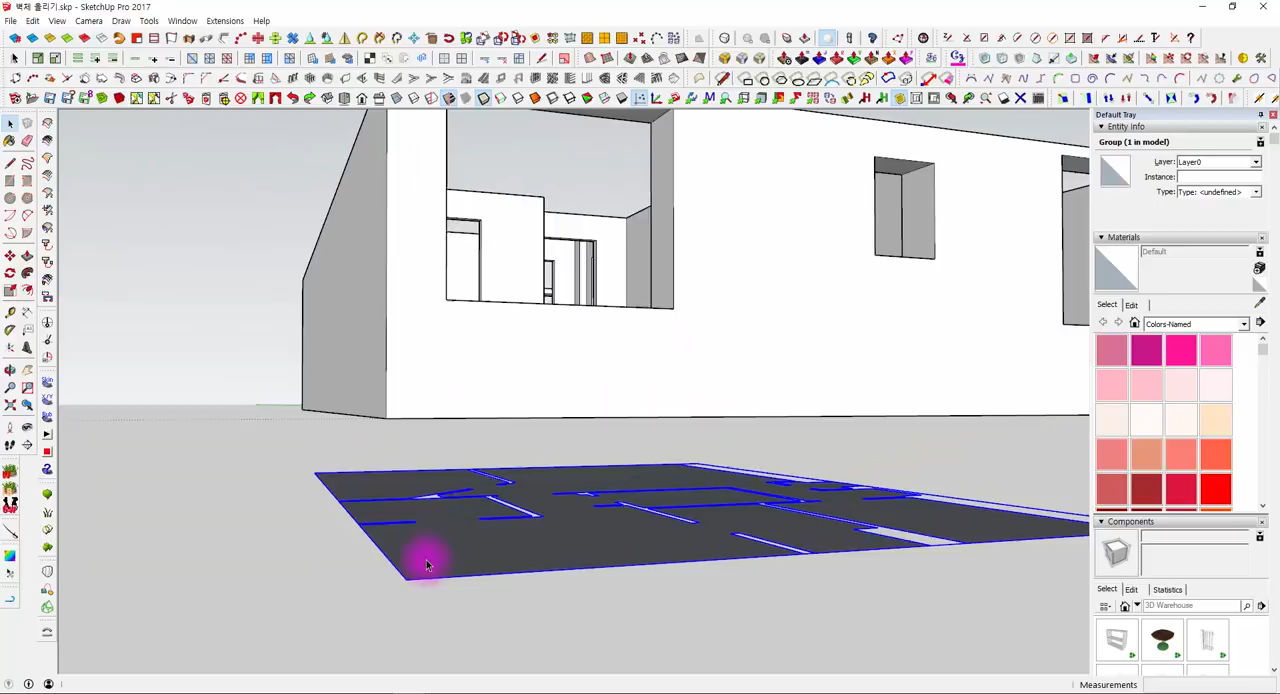 벽체 올리기.skp - SketchUp Pro 2017
File Edit View Camera Draw Tools Window Extensions Help
Default Tray
Entity Info
Group (1 in model)
Layer: Layer0
Instance:
Type: Type: <undefined>
Materials
Default
Select Edit
Colors-Named
Components
Select Edit Statistics
3D Warehouse
Measurements